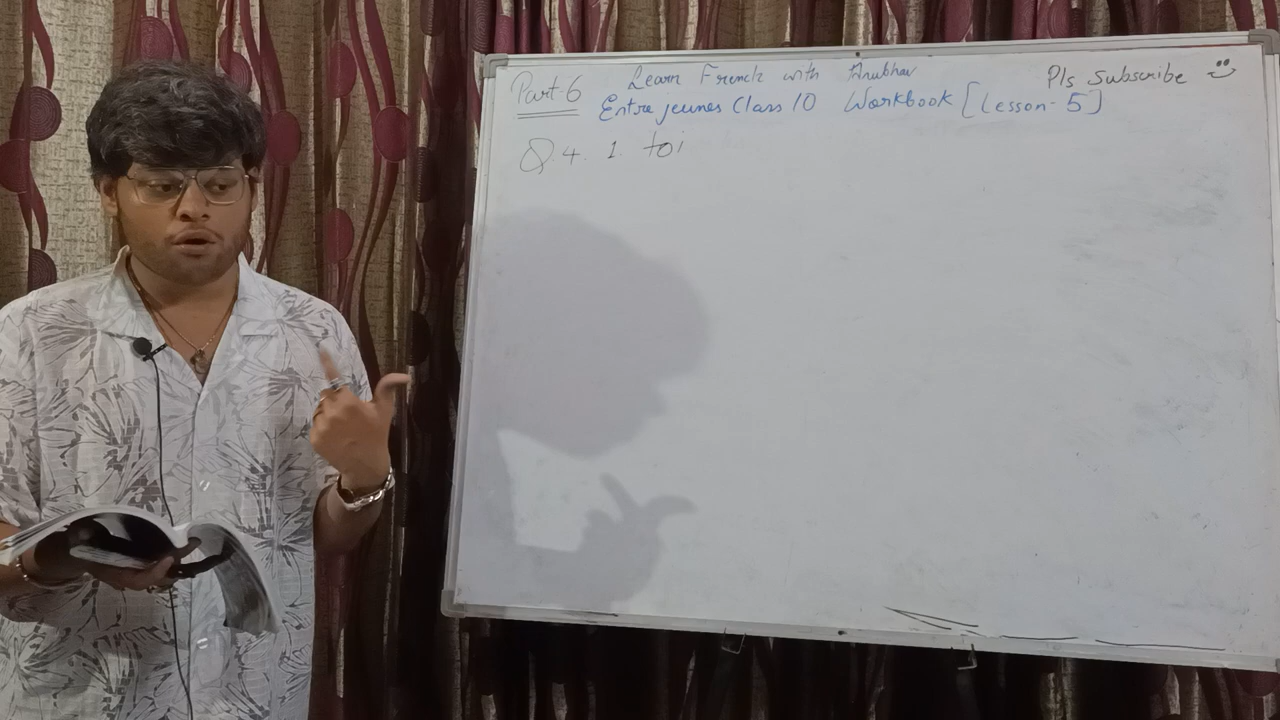 Part-6 Learn French with Anubhav Pls Subscribe
Entre jeunes Class 10 Workbook [Lesson-5]
Q.4. 1. toi